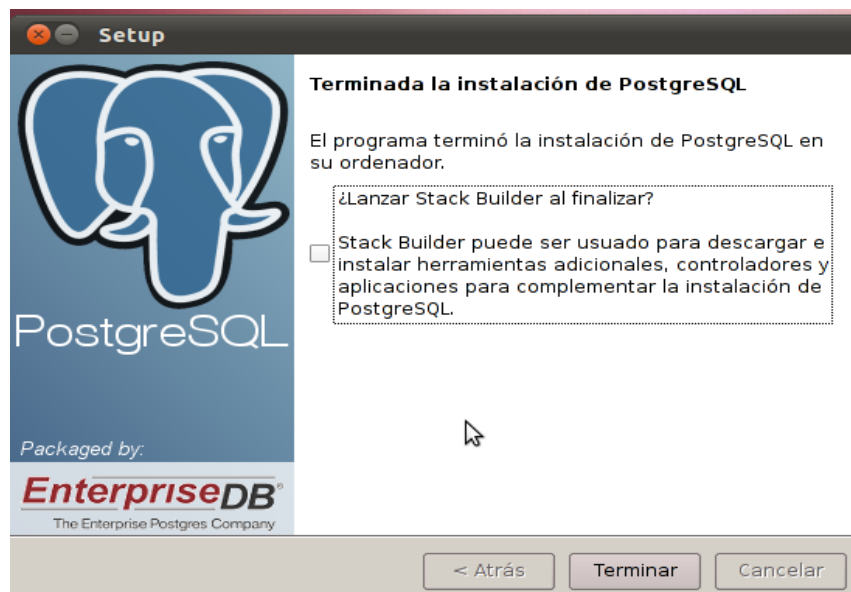 Setup
Terminada la instalación de PostgreSQL
El programa terminó la instalación de PostgreSQL en
su ordenador.
¿Lanzar Stack Builder al finalizar?
Stack Builder puede ser usado para descargar e
instalar herramientas adicionales, controladores y
aplicaciones para complementar la instalación de
PostgreSQL.
PostgreSQL
Packaged by:
EnterpriseDB®
The Enterprise Postgres Company
< Atrás
Terminar
Cancelar